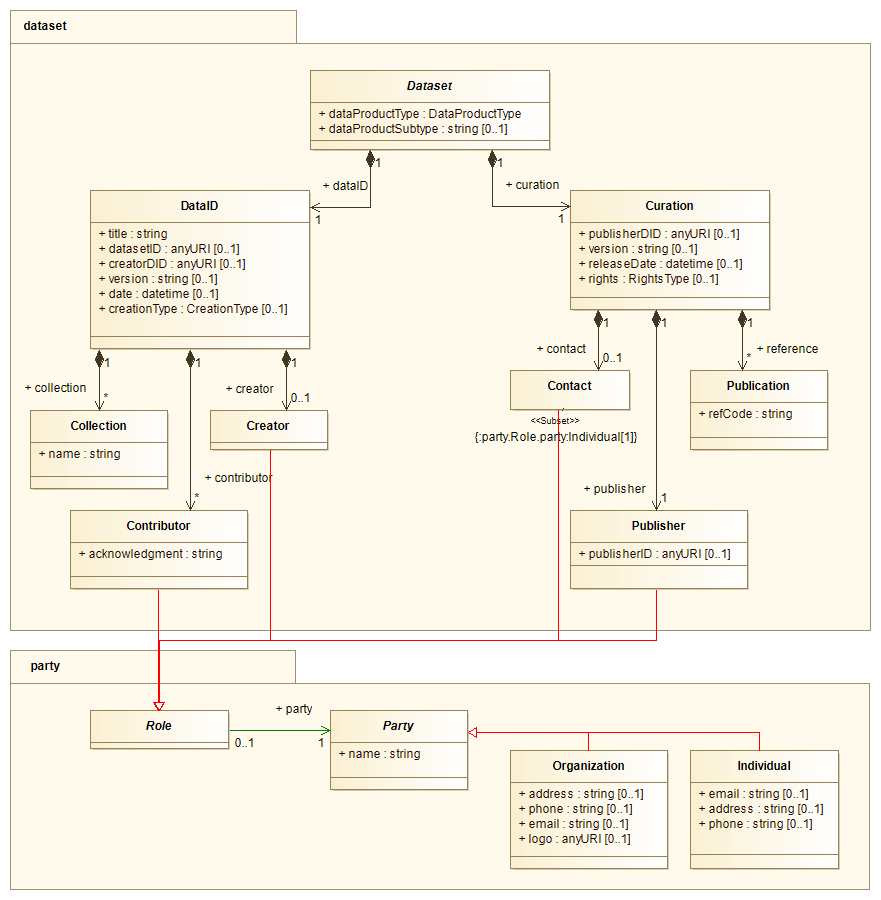 dataset
Dataset
+ dataProductType : DataProductType
+ dataProductSubtype : string [0..1]
1
1
+ dataID
1
+ curation
1
DataID
+ title : string
+ datasetID : anyURI [0..1]
+ creatorDID : anyURI [0..1]
+ version : string [0..1]
+ date : datetime [0..1]
+ creationType : CreationType [0..1]
Curation
+ publisherDID : anyURI [0..1]
+ version : string [0..1]
+ releaseDate : datetime [0..1]
+ rights : RightsType [0..1]
1
1
1
1
1
1
+ collection
*
+ creator
0..1
+ contact
0..1
+ reference
*
Collection
+ name : string
Creator
Contact
<<Subset>>
{:party.Role.party:Individual[1]}
Publication
+ refCode : string
+ contributor
*
+ publisher
1
Contributor
+ acknowledgment : string
Publisher
+ publisherID : anyURI [0..1]
party
Role
+ party
0..1
1
Party
+ name : string
Organization
+ address : string [0..1]
+ phone : string [0..1]
+ email : string [0..1]
+ logo : anyURI [0..1]
Individual
+ email : string [0..1]
+ address : string [0..1]
+ phone : string [0..1]